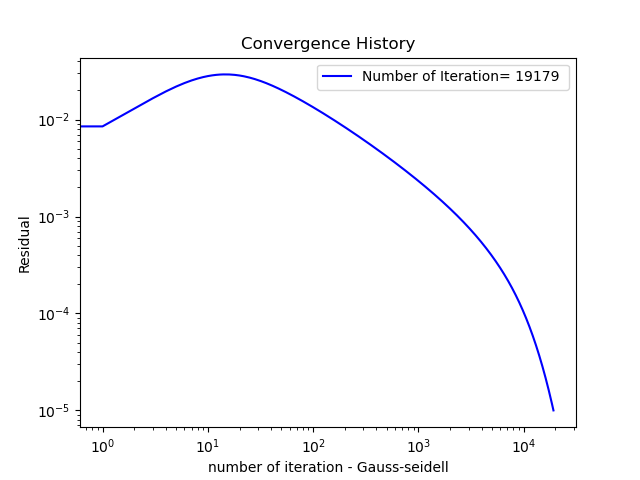 Convergence History
Number of Iteration= 19179
Residual
10⁻²
10⁻³
10⁻⁴
10⁻⁵
10⁰ 10¹ 10² 10³ 10⁴
number of iteration - Gauss-seidell